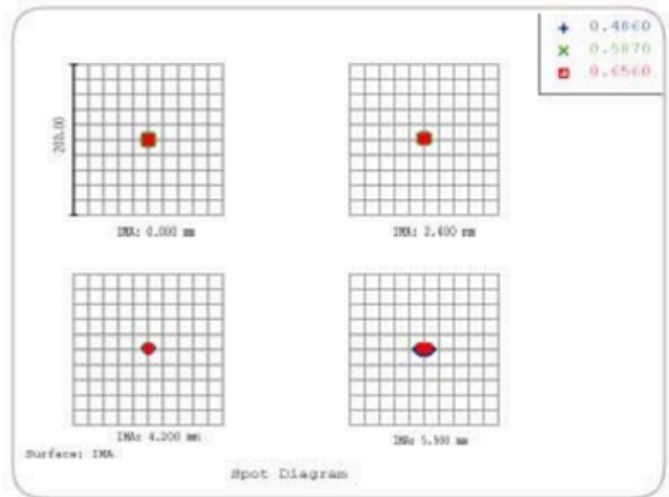 0.4860
0.5870
0.6560
200.00
IMA: 0.000 mm
IMA: 2.400 mm
IMA: 4.200 mm
IMA: 5.500 mm
Surface: IMA
Spot Diagram